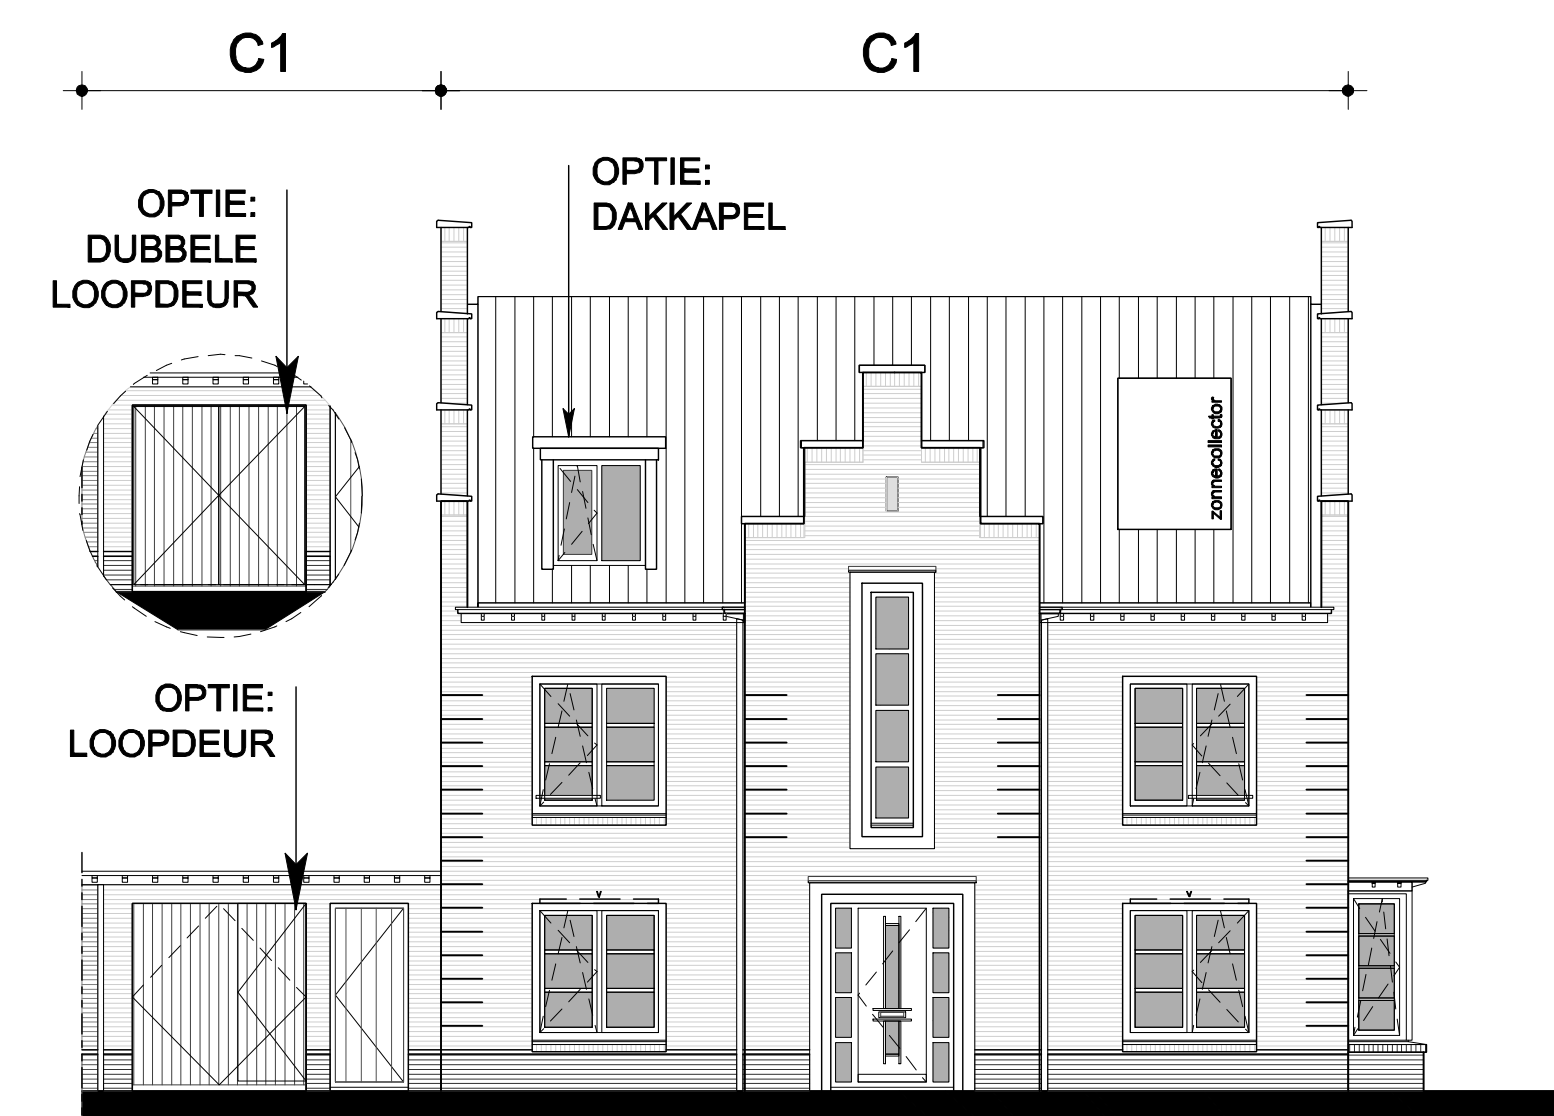 C1
C1
OPTIE:
DAKKAPEL
OPTIE:
DUBBELE
LOOPDEUR
zonnecollector
OPTIE:
LOOPDEUR